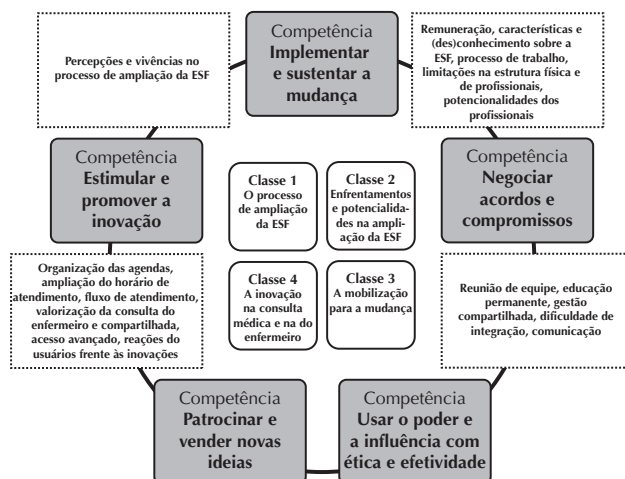 Competência
Implementar
e sustentar a
mudança
Percepções e vivências no
processo de ampliação da ESF
Remuneração, características e
(des)conhecimento sobre a
ESF, processo de trabalho,
limitações na estrutura física e
de profissionais,
potencionalidades dos
profissionais
Competência
Estimular e
promover a
inovação
Classe 1
O processo
de ampliação
da ESF
Classe 2
Enfrentamentos
e potencialida-
des na ampli-
ação da ESF
Competência
Negociar
acordos e
compromissos
Organização das agendas,
ampliação do horário de
atendimento, fluxo de atendimento,
valorização da consulta do
enfermeiro e compartilhada,
acesso avançado, reações do
usuários frente às inovações
Classe 4
A inovação
na consulta
médica e na do
enfermeiro
Classe 3
A mobilização
para a mudança
Reunião de equipe, educação
permanente, gestão
compartilhada, dificuldade de
integração, comunicação
Competência
Patrocinar e
vender novas
ideias
Competência
Usar o poder e
a influência com
ética e efetividade